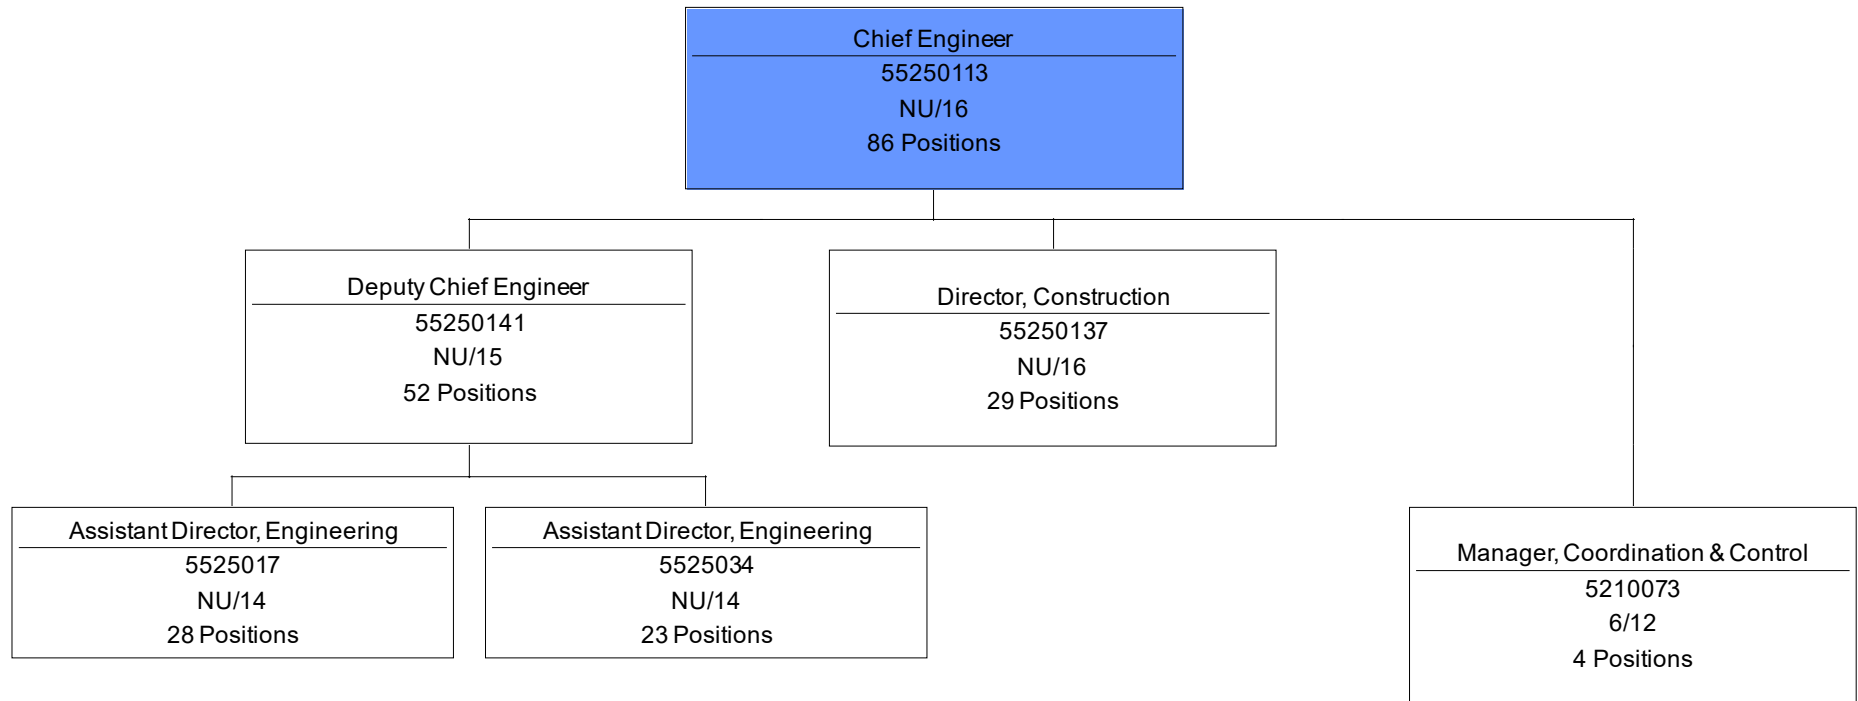 Chief Engineer
55250113
NU/16
86 Positions
Deputy Chief Engineer
55250141
NU/15
52 Positions
Director, Construction
55250137
NU/16
29 Positions
Assistant Director, Engineering
5525017
NU/14
28 Positions
Assistant Director, Engineering
5525034
NU/14
23 Positions
Manager, Coordination & Control
5210073
6/12
4 Positions